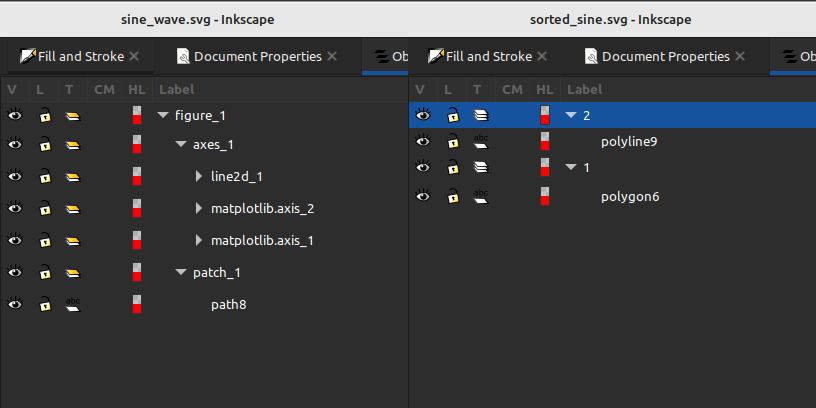 sine_wave.svg - Inkscape
Fill and Stroke Document Properties Ob
V L T CM HL Label
figure_1
axes_1
line2d_1
matplotlib.axis_2
matplotlib.axis_1
patch_1
abc path8
sorted_sine.svg - Inkscape
Fill and Stroke Document Properties Ob
V L T CM HL Label
2
abc polyline9
1
abc polygon6